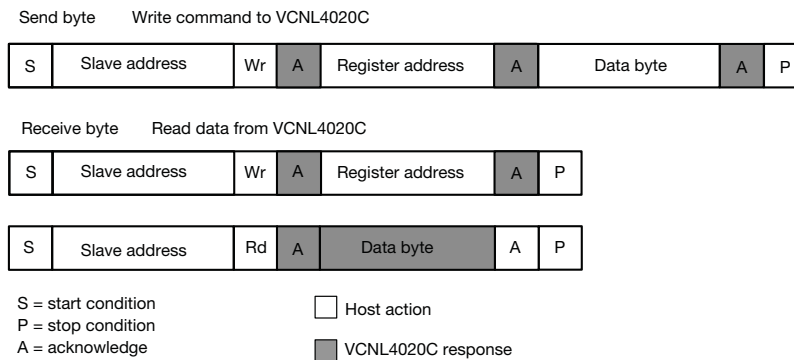 Send byte Write command to VCNL4020C
S Slave address Wr A Register address A Data byte A P
Receive byte Read data from VCNL4020C
S Slave address Wr A Register address A P
S Slave address Rd A Data byte A P
S = start condition
P = stop condition
A = acknowledge
Host action
VCNL4020C response